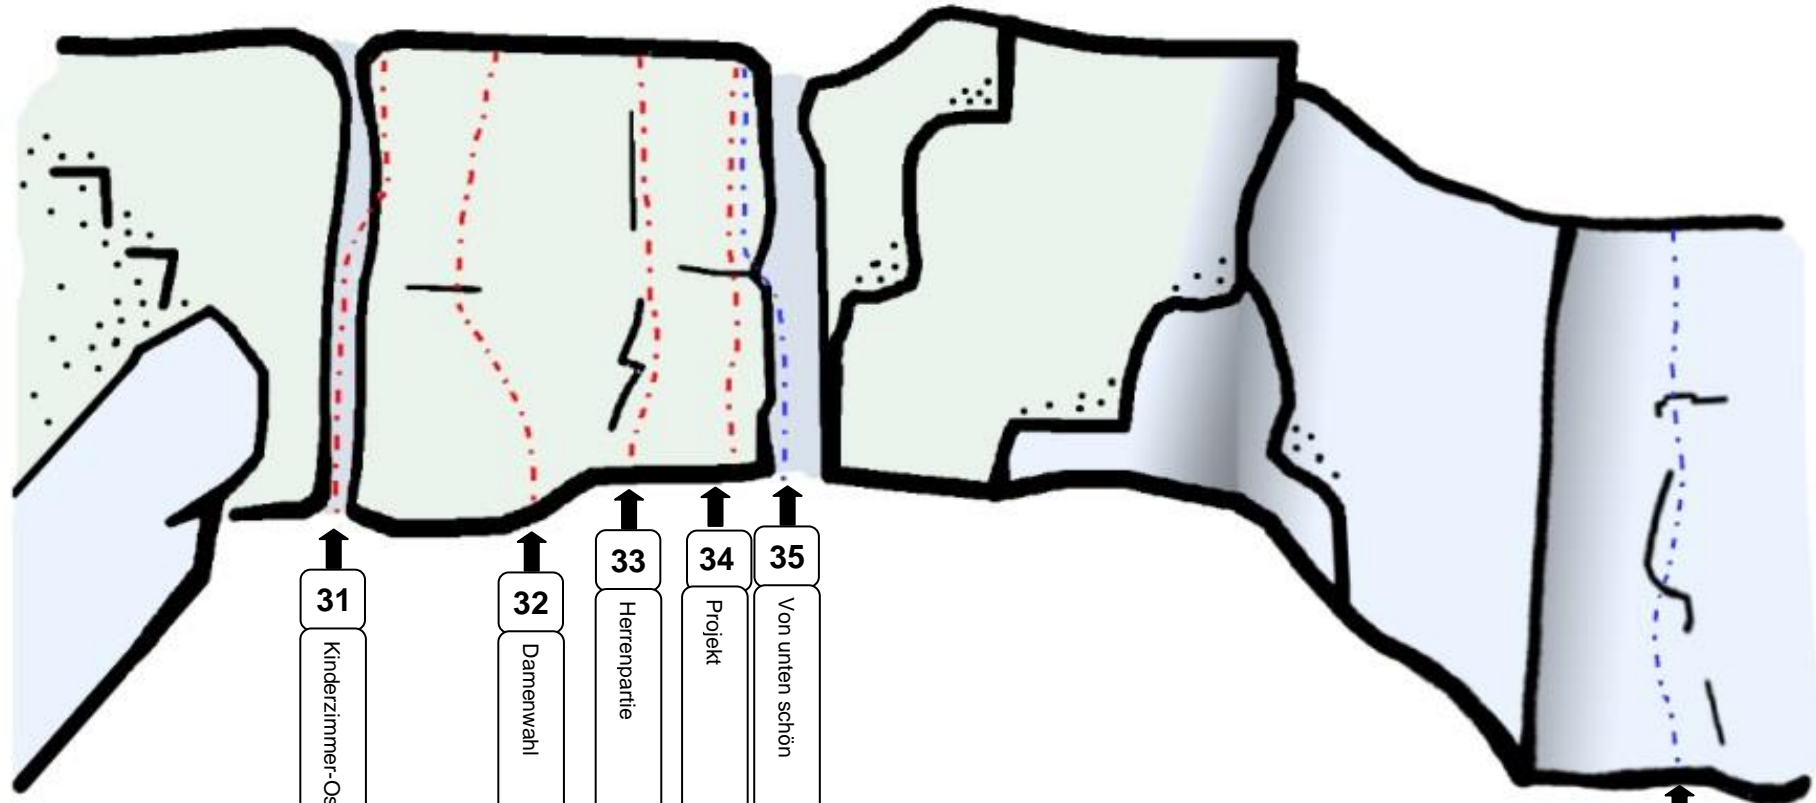 31
Kinderzimmer-Os
32
Damenwahl
33
Herrenpartie
34
Projekt
35
Von unten schön